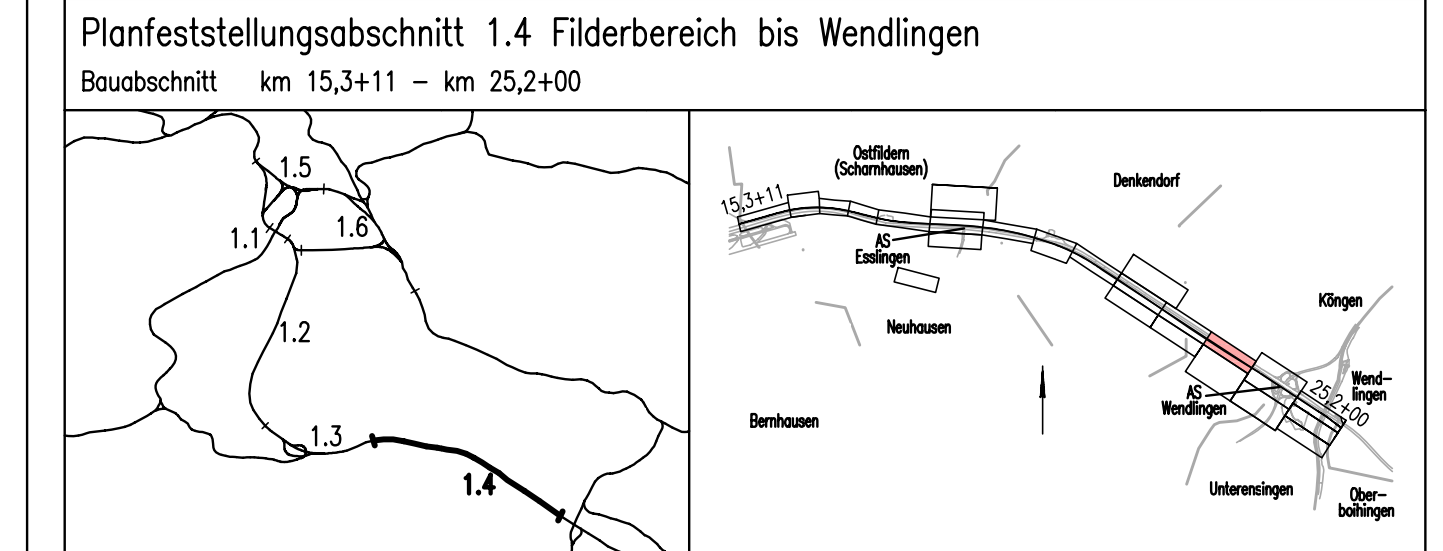 Planfeststellungsabschnitt 1.4 Filderbereich bis Wendlingen
Bauabschnitt km 15,3+11 – km 25,2+00
1.5
1.6
1.1
1.2
1.3
1.4
Ostfildern
(Scharnhausen)
Denkendorf
15,3+11
AS
Esslingen
Neuhausen
Köngen
Wend–
lingen
AS
Wendlingen
25,2+00
Bernhausen
Unterensingen
Ober–
boihingen